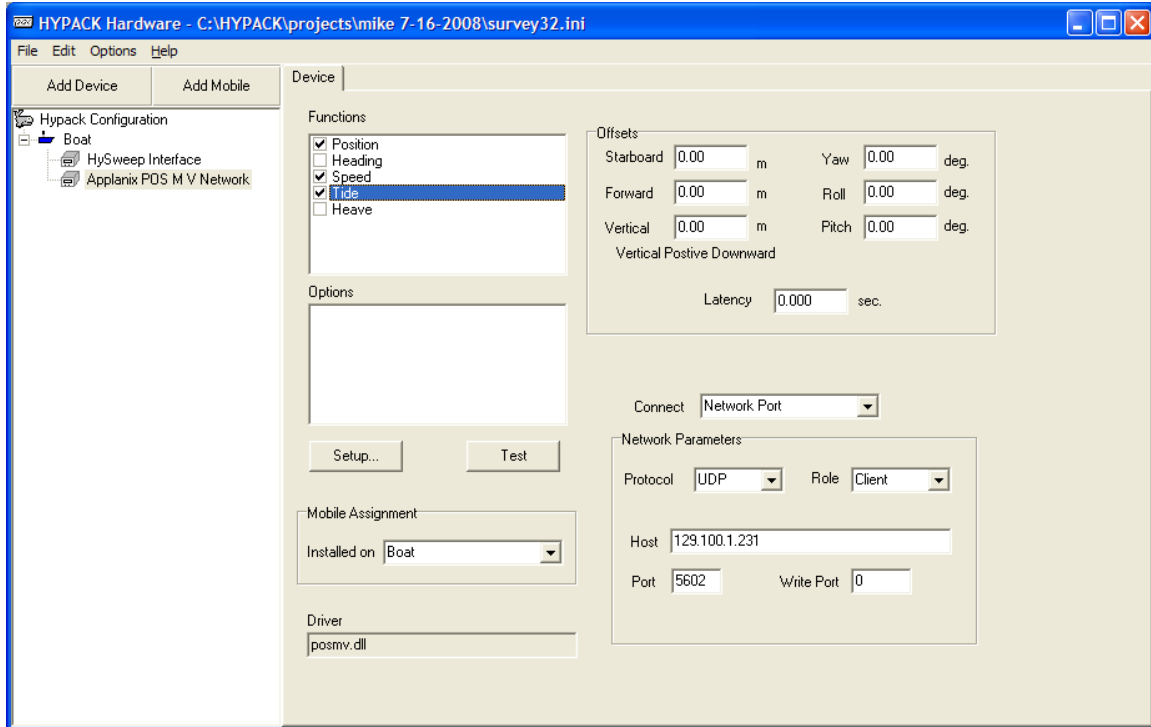 HYPACK Hardware - C:\HYPACK\projects\mike 7-16-2008\survey32.ini
File Edit Options Help
Add Device Add Mobile
Device
Hypack Configuration
Boat
HySweep Interface
Applanix POS M V Network
Functions
Position
Heading
Speed
Tide
Heave
Options
Setup... Test
Mobile Assignment
Installed on Boat
Driver
posmv.dll
Offsets
Starboard 0.00 m Yaw 0.00 deg.
Forward 0.00 m Roll 0.00 deg.
Vertical 0.00 m Pitch 0.00 deg.
Vertical Postive Downward
Latency 0.000 sec.
Connect Network Port
Network Parameters
Protocol UDP Role Client
Host 129.100.1.231
Port 5602 Write Port 0